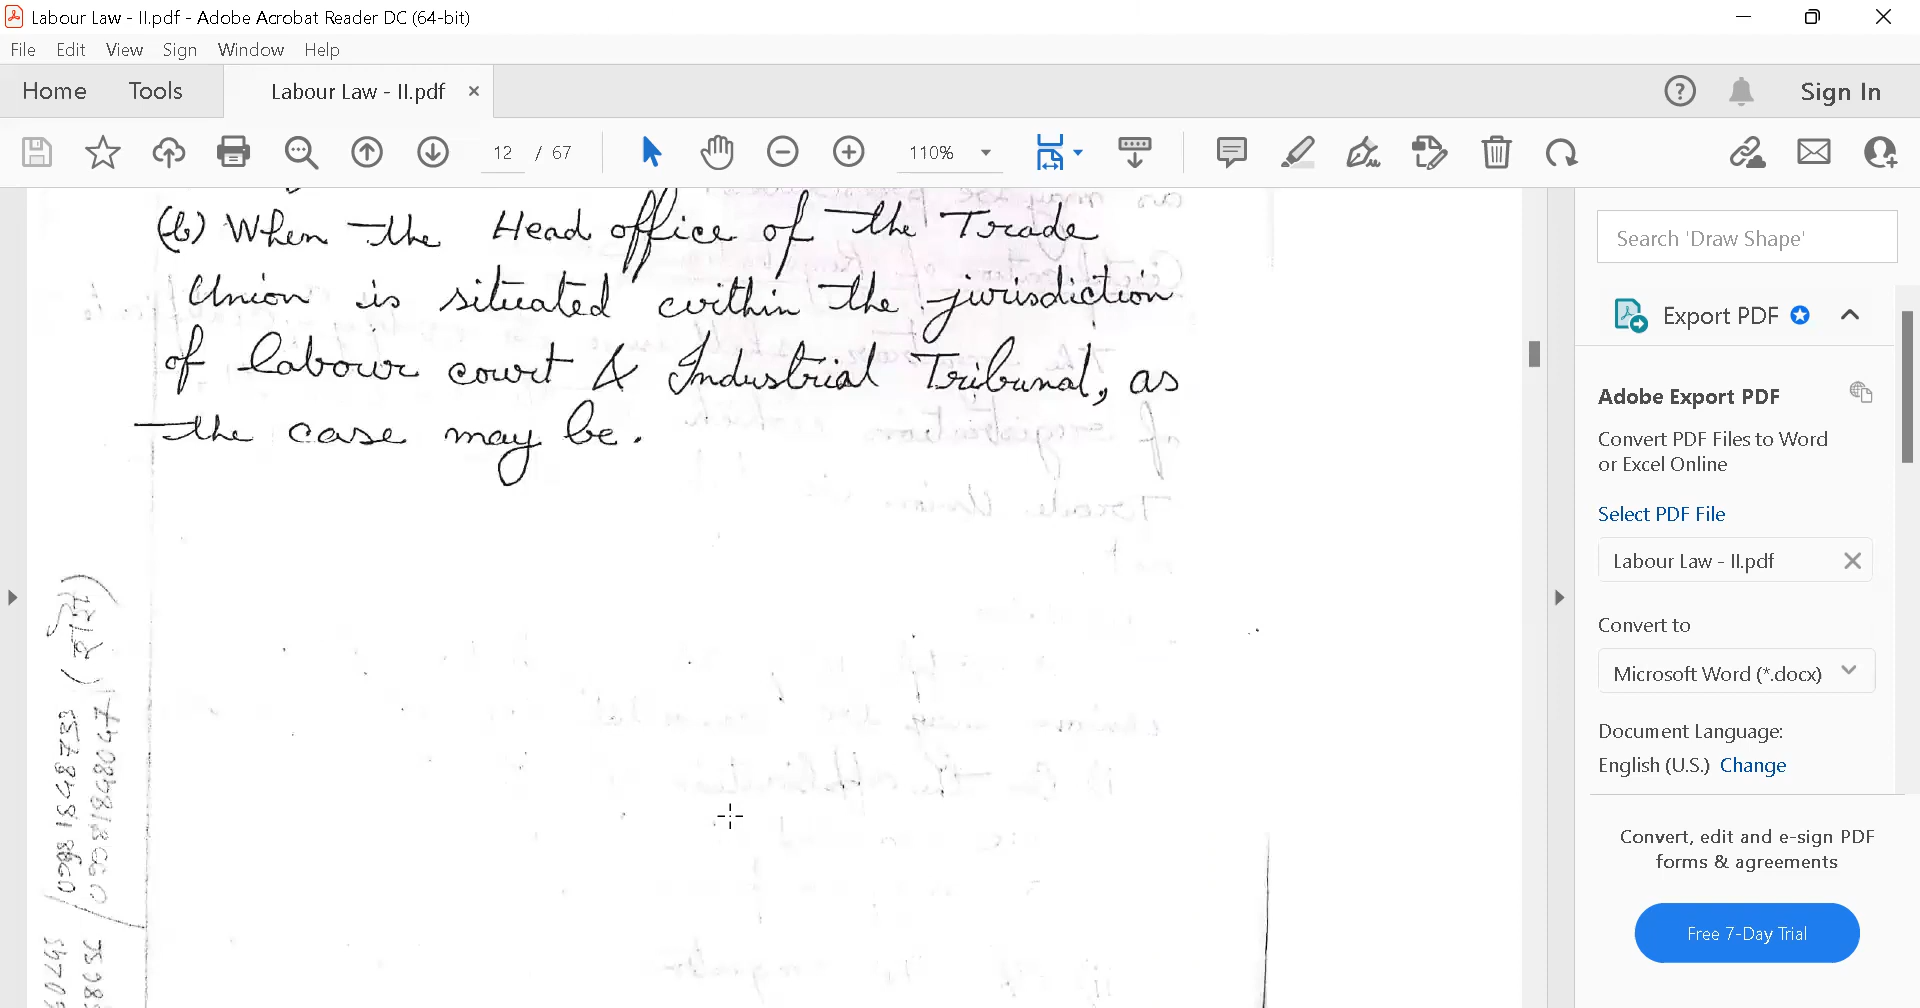 Labour Law - II.pdf - Adobe Acrobat Reader DC (64-bit)
File Edit View Sign Window Help
Home Tools Labour Law - II.pdf
Sign In
12 / 67
110%
(b) When the Head office of the Trade
Union is situated within the jurisdiction
of labour court & Industrial Tribunal, as
the case may be.
Search 'Draw Shape'
Export PDF
Adobe Export PDF
Convert PDF Files to Word
or Excel Online
Select PDF File
Labour Law - II.pdf
Convert to
Microsoft Word (*.docx)
Document Language:
English (U.S.) Change
Convert, edit and e-sign PDF
forms & agreements
Free 7-Day Trial